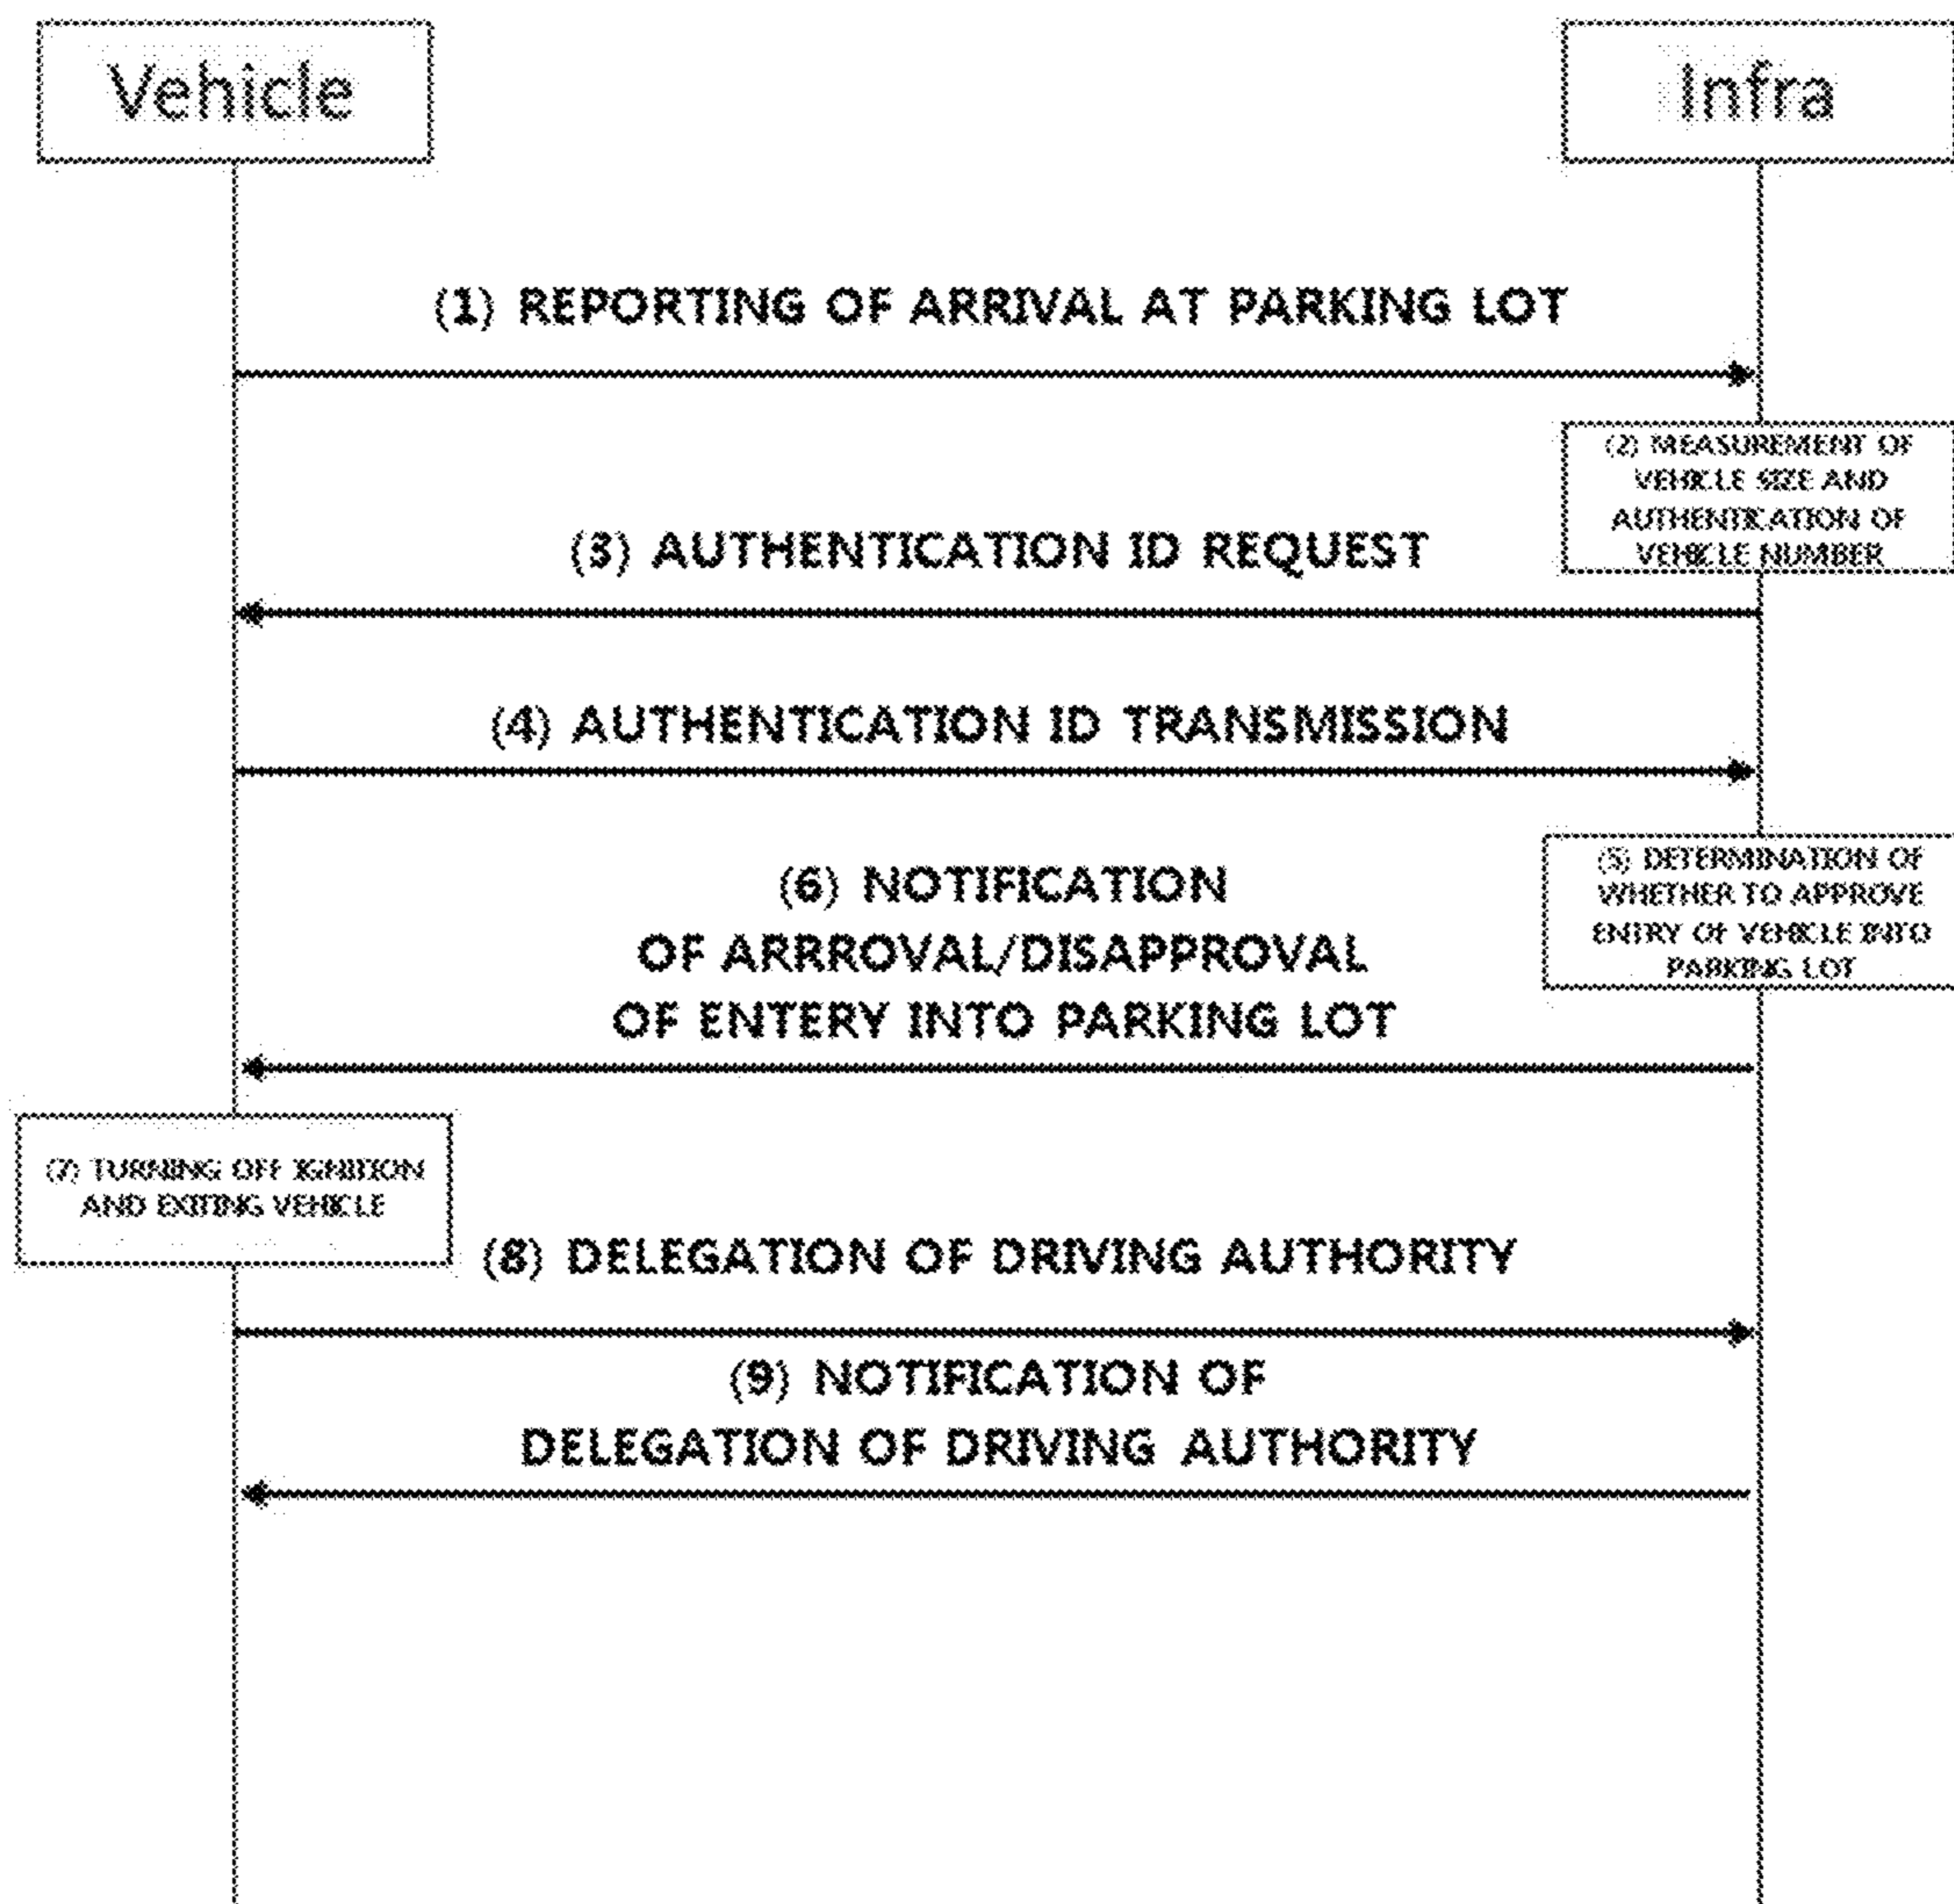 Vehicle
Infra
(1) REPORTING OF ARRIVAL AT PARKING LOT
(2) MEASUREMENT OF
VEHICLE SIZE AND
AUTHENTICATION OF
VEHICLE NUMBER
(3) AUTHENTICATION ID REQUEST
(4) AUTHENTICATION ID TRANSMISSION
(5) DETERMINATION OF
WHETHER TO APPROVE
ENTRY OF VEHICLE INTO
PARKING LOT
(6) NOTIFICATION
OF ARRROVAL/DISAPPROVAL
OF ENTERY INTO PARKING LOT
(7) TURNING OFF IGNITION
AND EXITING VEHICLE
(8) DELEGATION OF DRIVING AUTHORITY
(9) NOTIFICATION OF
DELEGATION OF DRIVING AUTHORITY